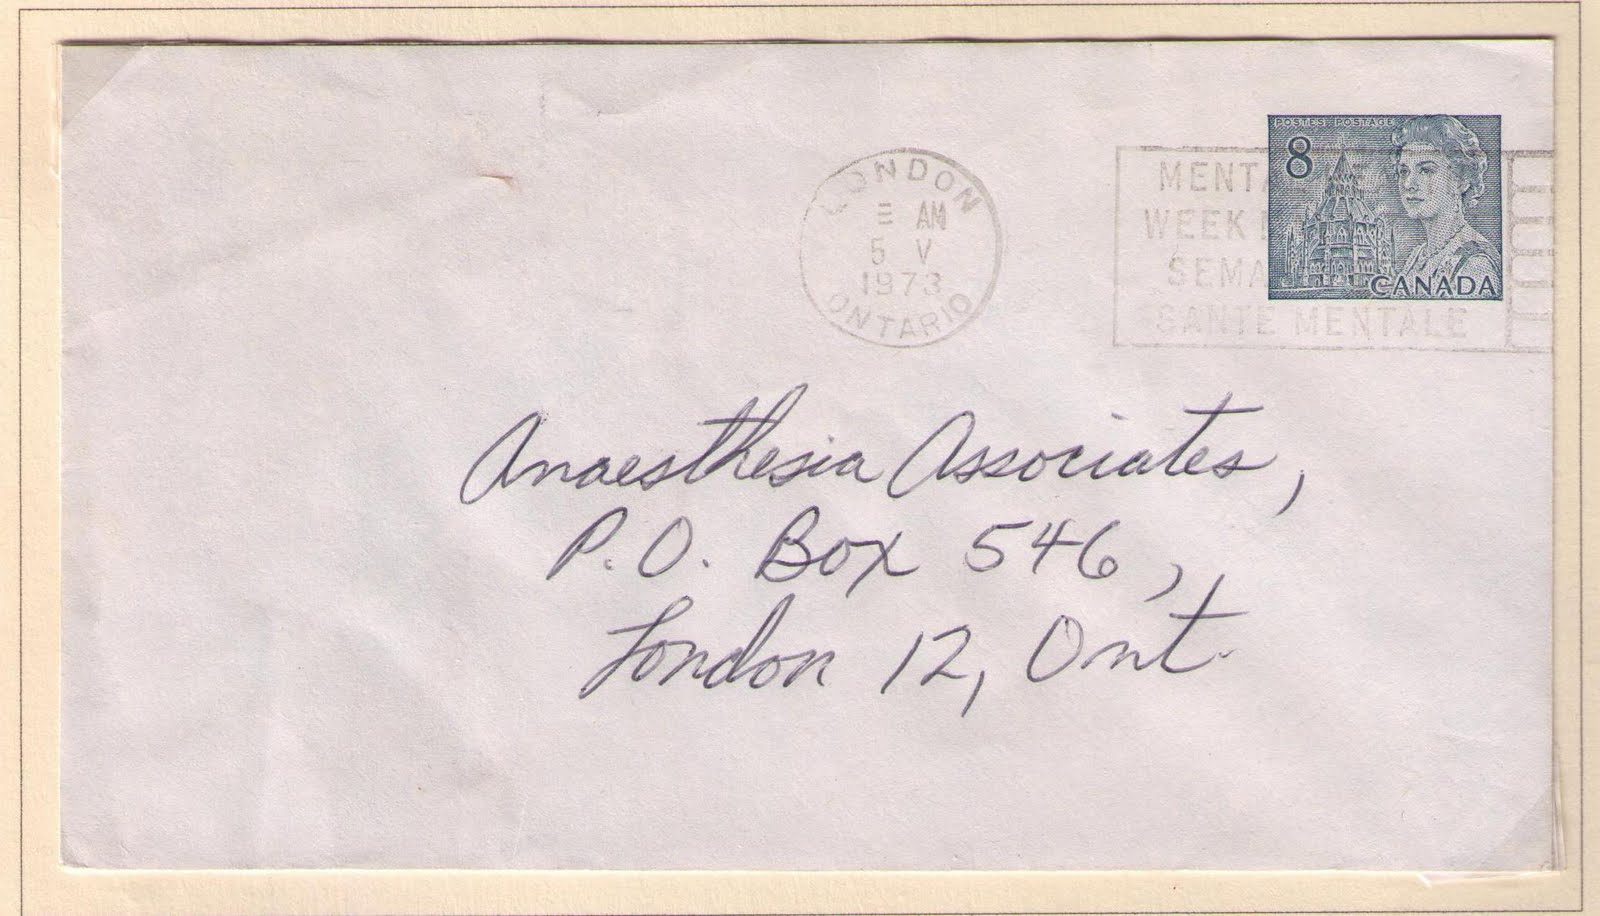 LONDON
AM
5 V
1973
ONTARIO
MENTA
WEEK
SEMA
SANTE MENTALE
POSTES POSTAGE
8
CANADA
Anaesthesia Associates,
P.O. Box 546,
London 12, Ont.